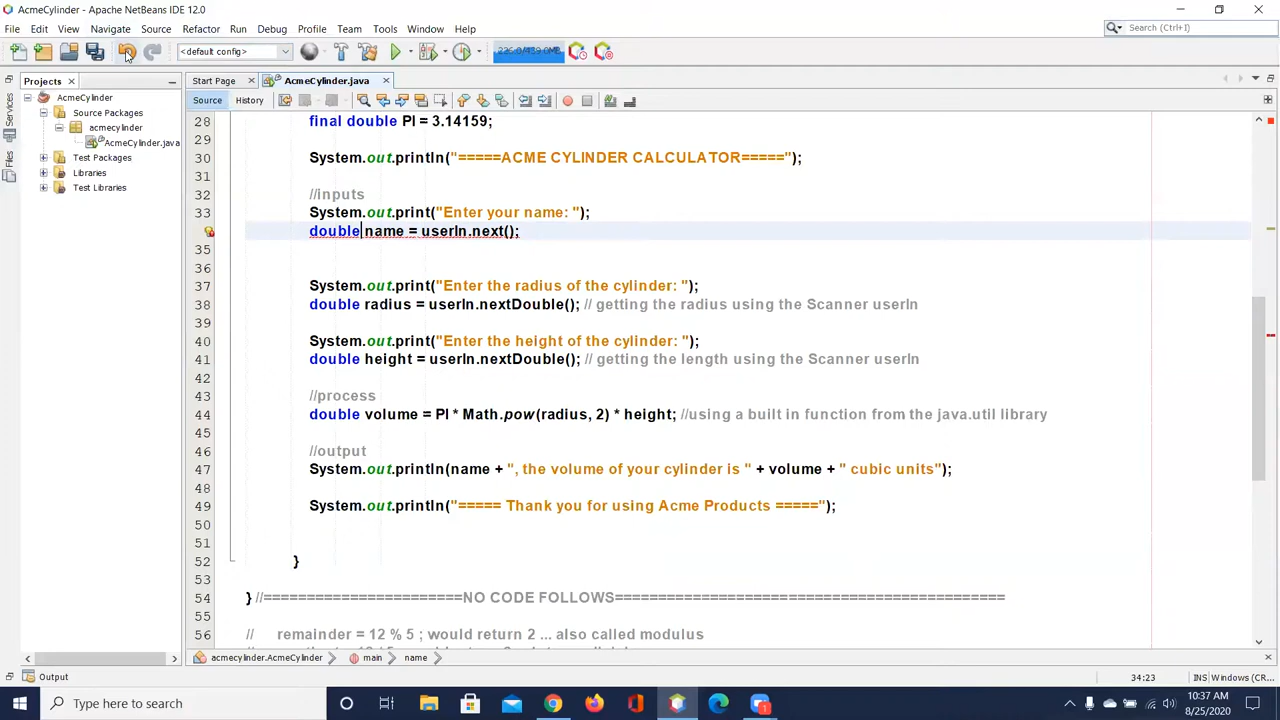 AcmeCylinder - Apache NetBeans IDE 12.0
File Edit View Navigate Source Refactor Run Debug Profile Team Tools Window Help
Search (Ctrl+I)
<default config>
Projects
Start Page
AcmeCylinder.java
Services
Files
AcmeCylinder
Source Packages
acmecylinder
AcmeCylinder.java
Test Packages
Libraries
Test Libraries
Source History
28 final double PI = 3.14159;
29
30 System.out.println("=====ACME CYLINDER CALCULATOR=====");
31
32 //inputs
33 System.out.print("Enter your name: ");
double name = userIn.next();
35
36
37 System.out.print("Enter the radius of the cylinder: ");
38 double radius = userIn.nextDouble(); // getting the radius using the Scanner userIn
39
40 System.out.print("Enter the height of the cylinder: ");
41 double height = userIn.nextDouble(); // getting the length using the Scanner userIn
42
43 //process
44 double volume = PI * Math.pow(radius, 2) * height; //using a built in function from the java.util library
45
46 //output
47 System.out.println(name + ", the volume of your cylinder is " + volume + " cubic units");
48
49 System.out.println("===== Thank you for using Acme Products =====");
50
51
52 }
53
54 } //======================NO CODE FOLLOWS===========================================
55
56 // remainder = 12 % 5 ; would return 2 ... also called modulus
acmecylinder.AcmeCylinder main name
Output
34:23 INS Windows (CR...
Type here to search
10:37 AM
8/25/2020